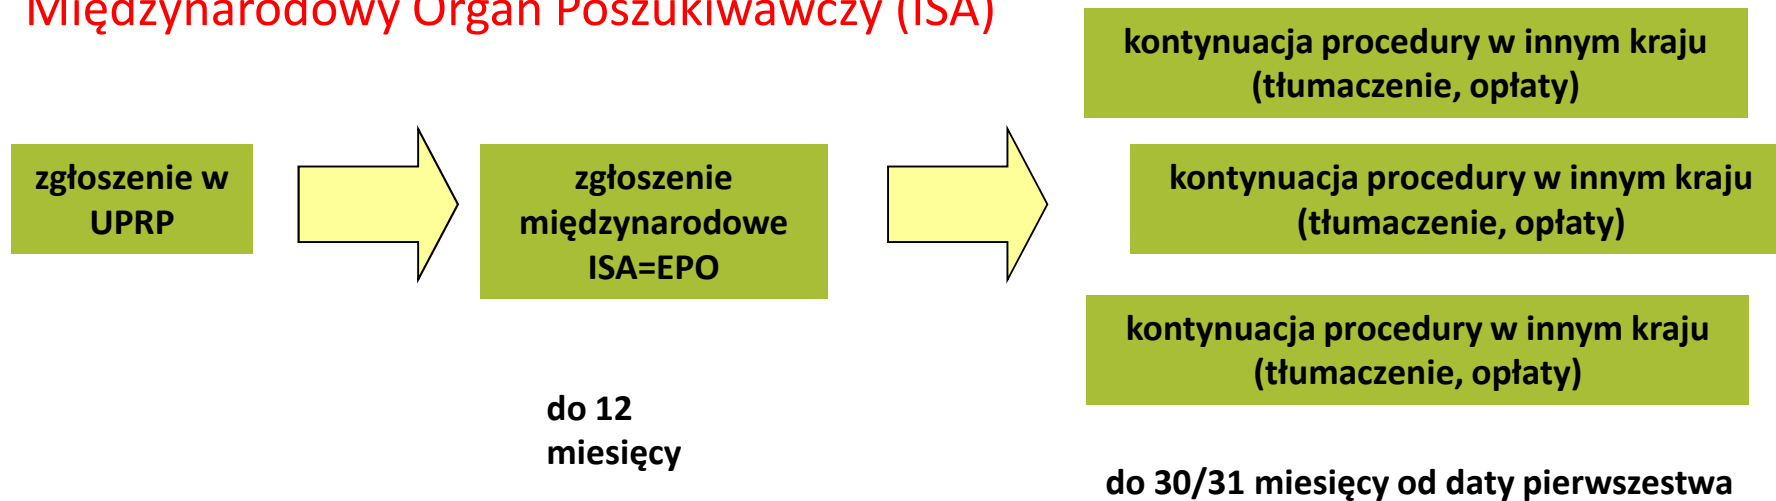 Międzynarodowy Organ Poszukiwawczy (ISA)
zgłoszenie w
UPRP
zgłoszenie
międzynarodowe
ISA=EPO
do 12
miesięcy
kontynuacja procedury w innym kraju
(tłumaczenie, opłaty)
kontynuacja procedury w innym kraju
(tłumaczenie, opłaty)
kontynuacja procedury w innym kraju
(tłumaczenie, opłaty)
do 30/31 miesięcy od daty pierwszestwa